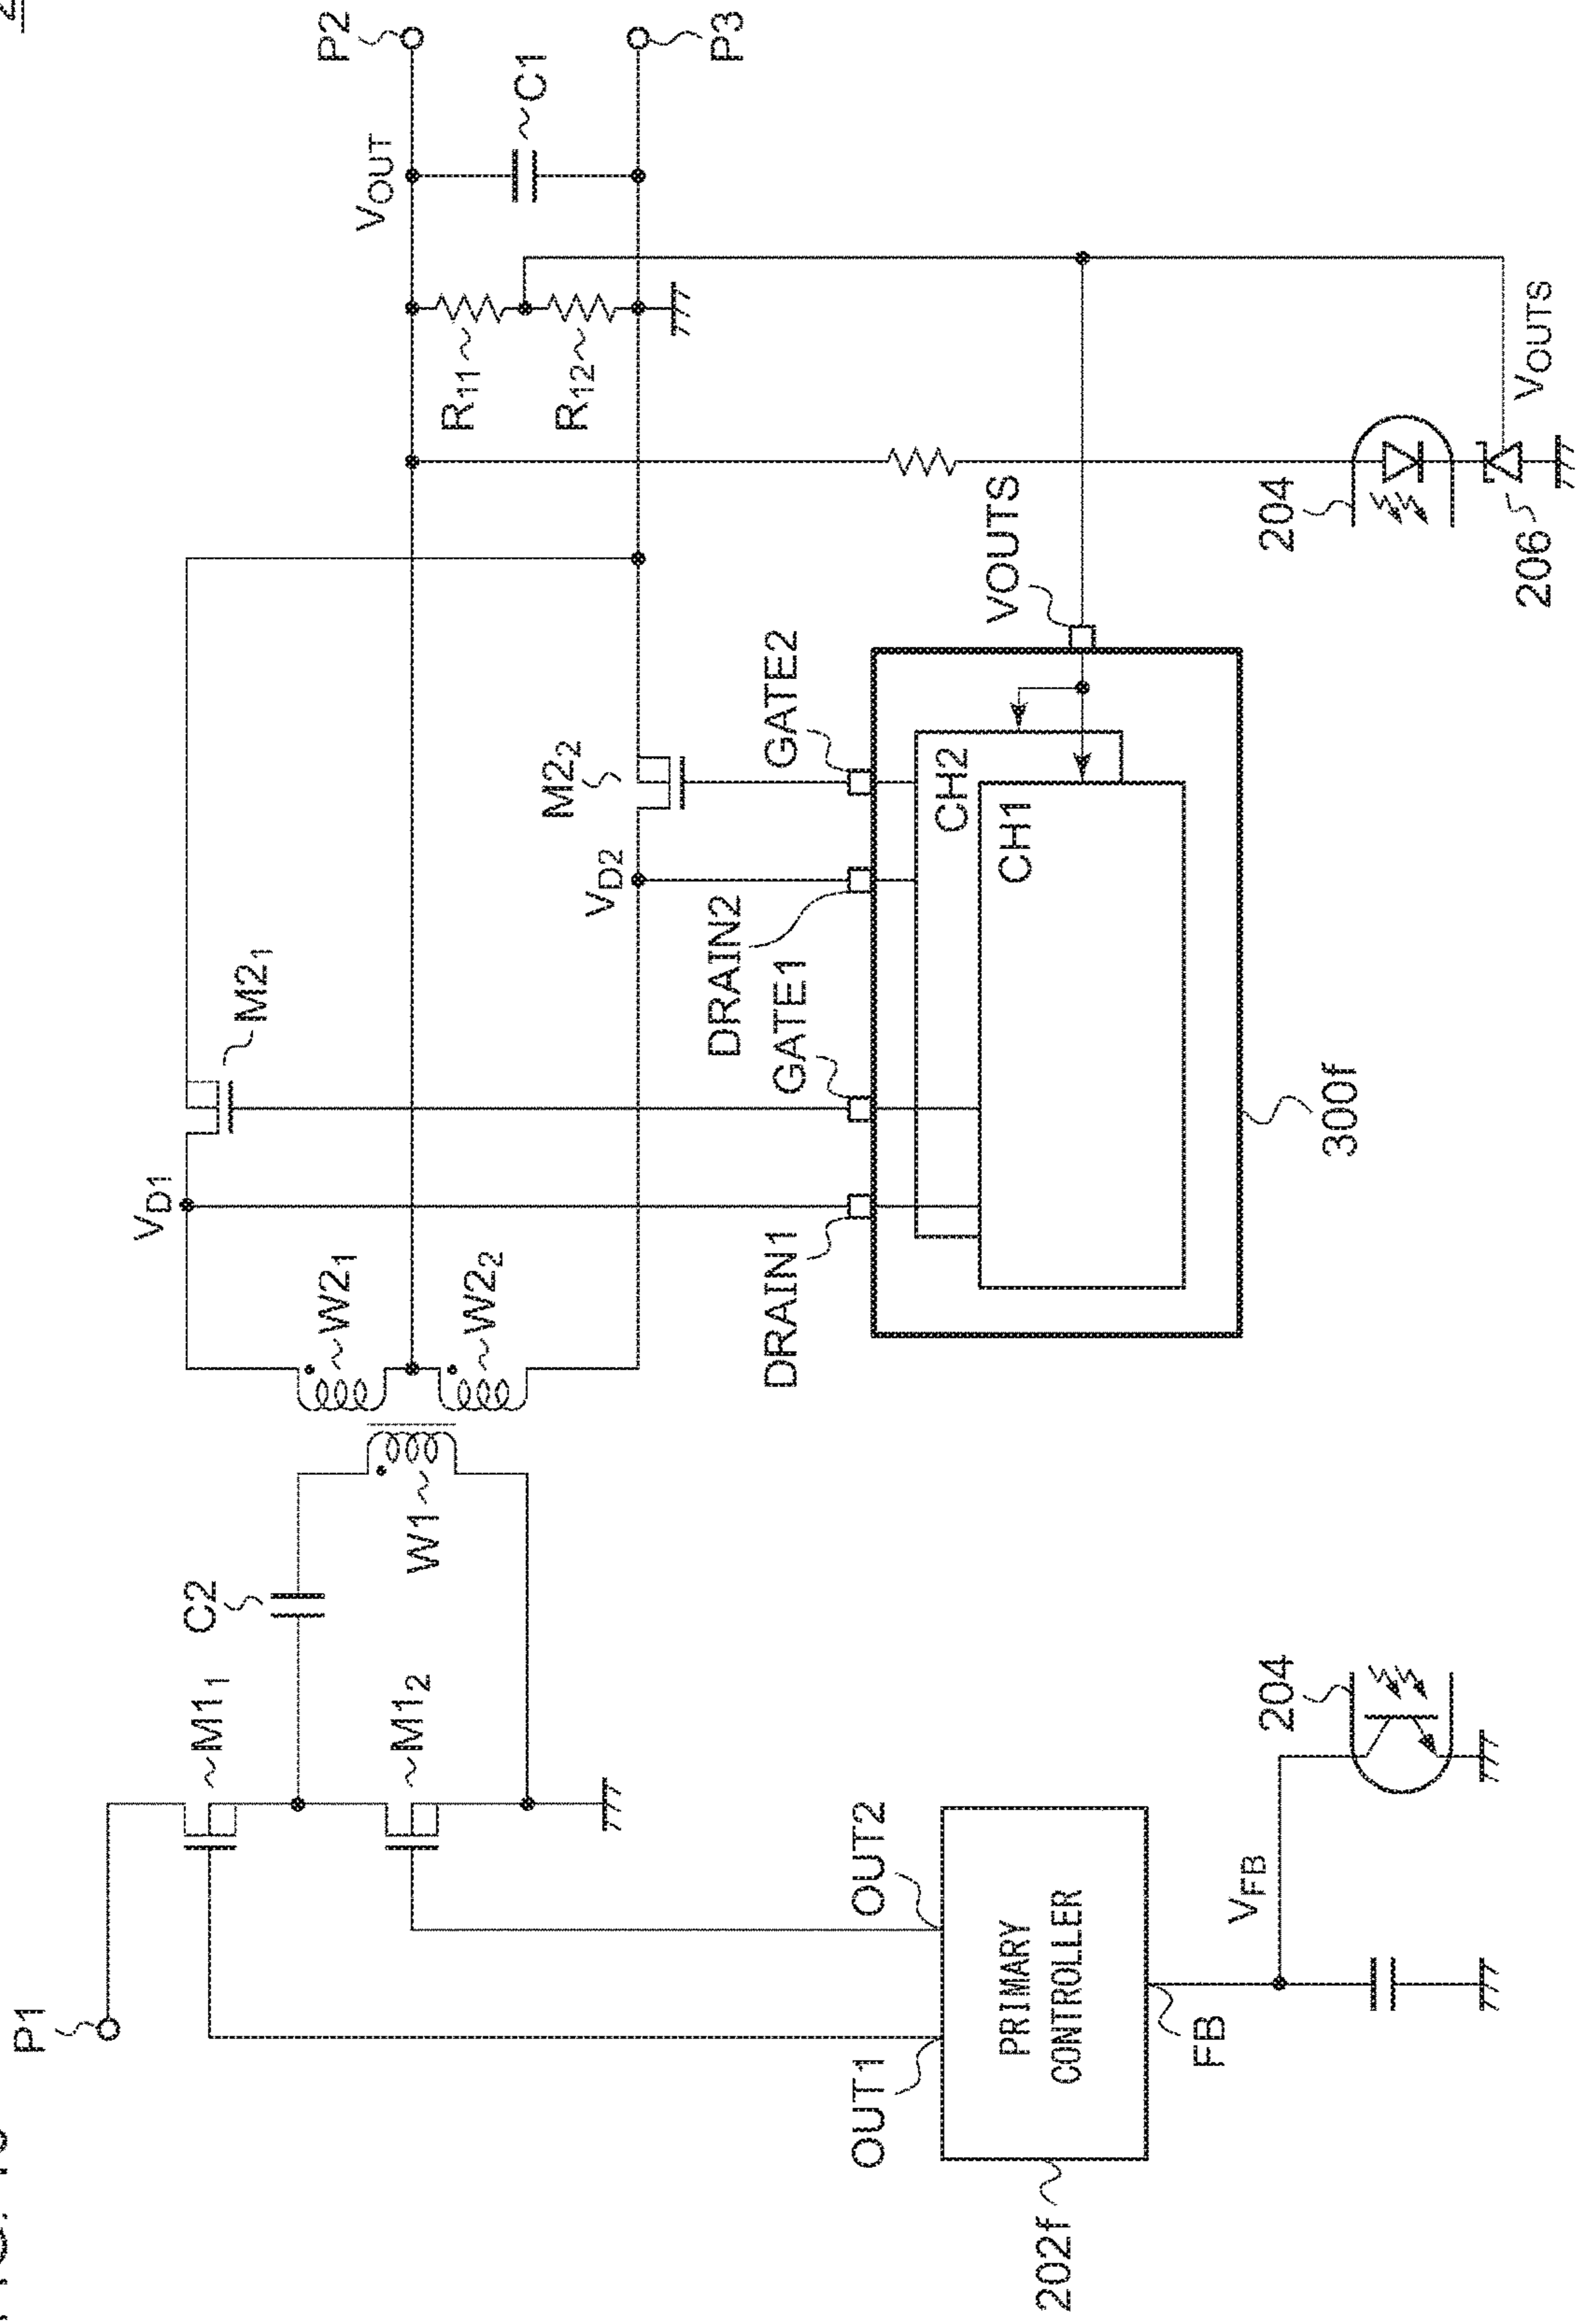 P1
M1₁
M1₂
C2
W1
W2₁
W2₂
V_D1
M2₁
V_D2
M2₂
R₁₁
R₁₂
V_OUT
C1
P2
P3
OUT1
OUT2
PRIMARY
CONTROLLER
202f
FB
V_FB
204
DRAIN1
GATE1
DRAIN2
GATE2
CH2
CH1
300f
VOUTS
204
206
V_OUTS